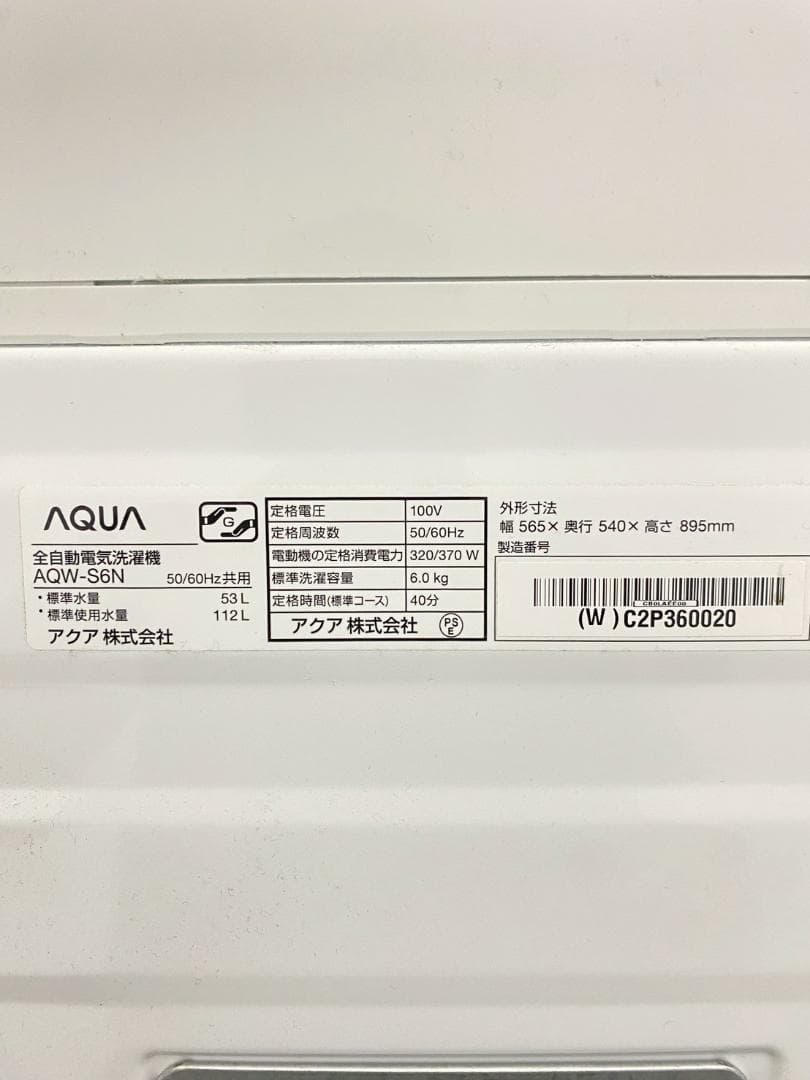 AQUA
G
全自動電気洗濯機
AQW-S6N 50/60Hz共用
・標準水量 53L
・標準使用水量 112L
アクア 株式会社
定格電圧 100V
定格周波数 50/60Hz
電動機の定格消費電力 320/370 W
標準洗濯容量 6.0 kg
定格時間(標準コース) 40分
アクア 株式会社 PSE
外形寸法
幅 565× 奥行 540× 高さ 895mm
製造番号
(W) C2P360020